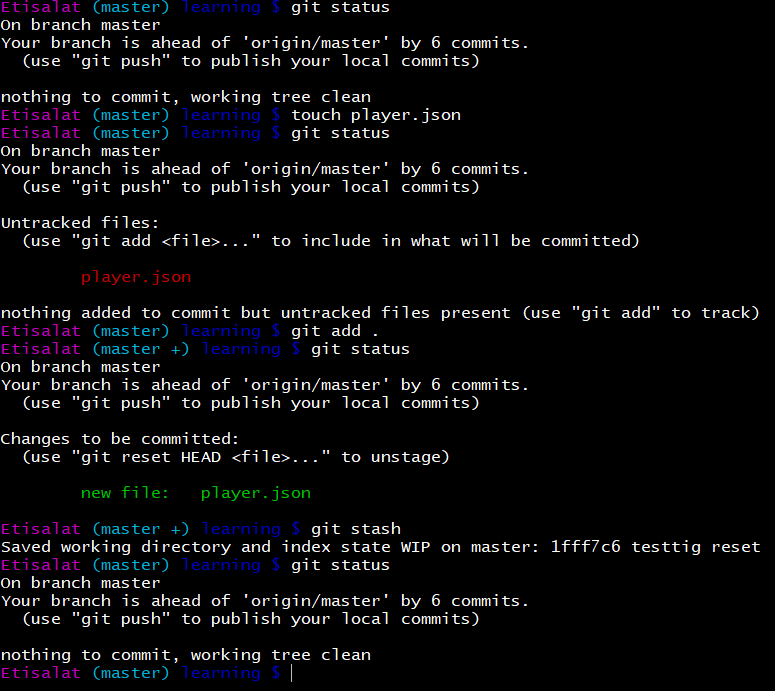 Etisalat (master) learning $ git status
On branch master
Your branch is ahead of 'origin/master' by 6 commits.
  (use "git push" to publish your local commits)

nothing to commit, working tree clean
Etisalat (master) learning $ touch player.json
Etisalat (master) learning $ git status
On branch master
Your branch is ahead of 'origin/master' by 6 commits.
  (use "git push" to publish your local commits)

Untracked files:
  (use "git add <file>..." to include in what will be committed)

        player.json

nothing added to commit but untracked files present (use "git add" to track)
Etisalat (master) learning $ git add .
Etisalat (master +) learning $ git status
On branch master
Your branch is ahead of 'origin/master' by 6 commits.
  (use "git push" to publish your local commits)

Changes to be committed:
  (use "git reset HEAD <file>..." to unstage)

        new file:   player.json

Etisalat (master +) learning $ git stash
Saved working directory and index state WIP on master: 1fff7c6 testtig reset
Etisalat (master) learning $ git status
On branch master
Your branch is ahead of 'origin/master' by 6 commits.
  (use "git push" to publish your local commits)

nothing to commit, working tree clean
Etisalat (master) learning $